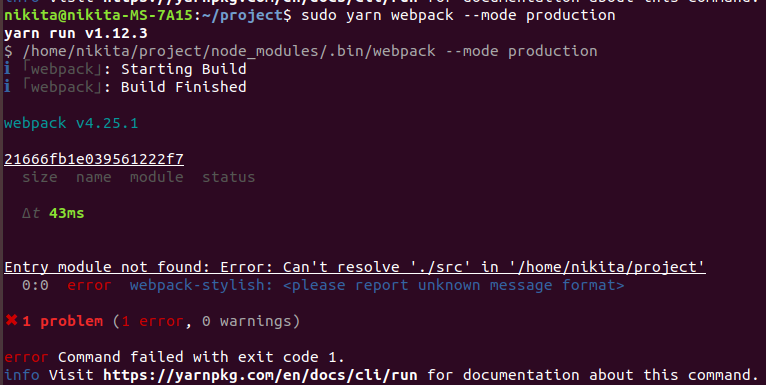 info Visit https://yarnpkg.com/en/docs/cli/run for documentation about this command.
nikita@nikita-MS-7A15:~/project$ sudo yarn webpack --mode production
yarn run v1.12.3
$ /home/nikita/project/node_modules/.bin/webpack --mode production
ℹ ｢webpack｣: Starting Build
ℹ ｢webpack｣: Build Finished
webpack v4.25.1
21666fb1e039561222f7
size name module status
Δt 43ms
Entry module not found: Error: Can't resolve './src' in '/home/nikita/project'
0:0 error webpack-stylish: <please report unknown message format>
✖ 1 problem (1 error, 0 warnings)
error Command failed with exit code 1.
info Visit https://yarnpkg.com/en/docs/cli/run for documentation about this command.